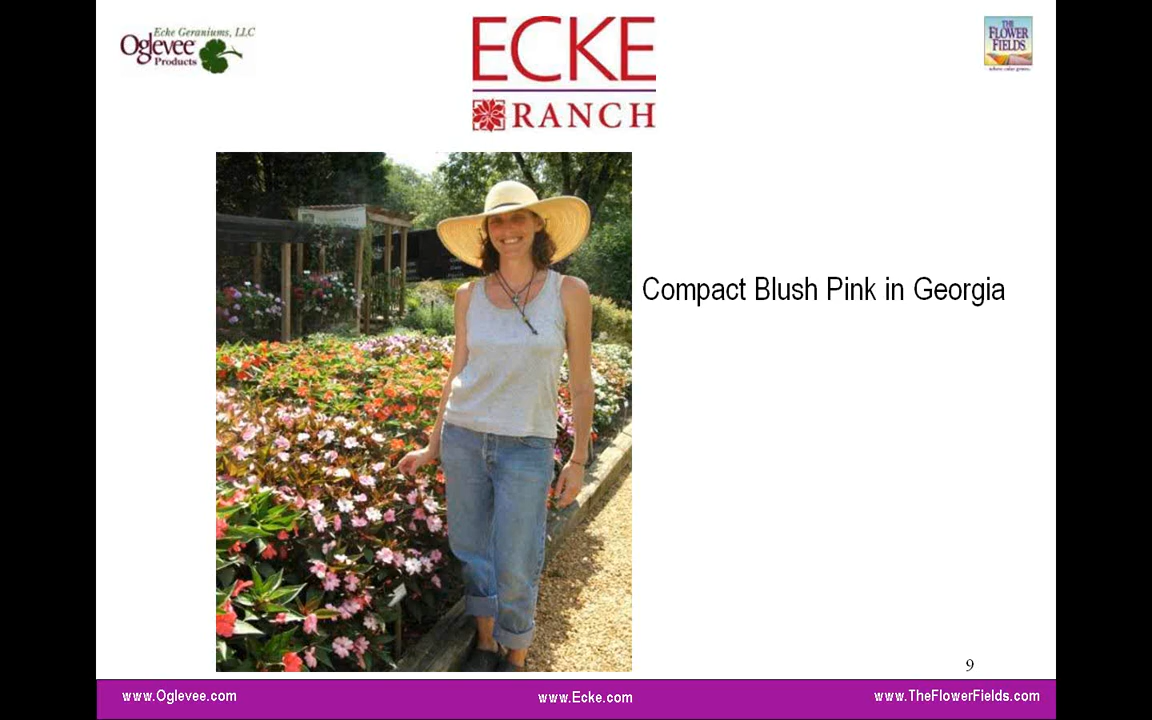 Ecke Geraniums, LLC
Oglevee
Products
ECKE
RANCH
THE
FLOWER
FIELDS
Compact Blush Pink in Georgia
9
www.Oglevee.com
www.Ecke.com
www.TheFlowerFields.com